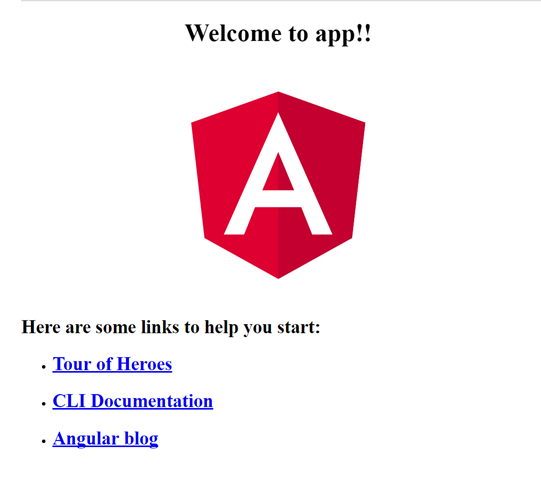 Welcome to app!!
A
Here are some links to help you start:
Tour of Heroes
CLI Documentation
Angular blog